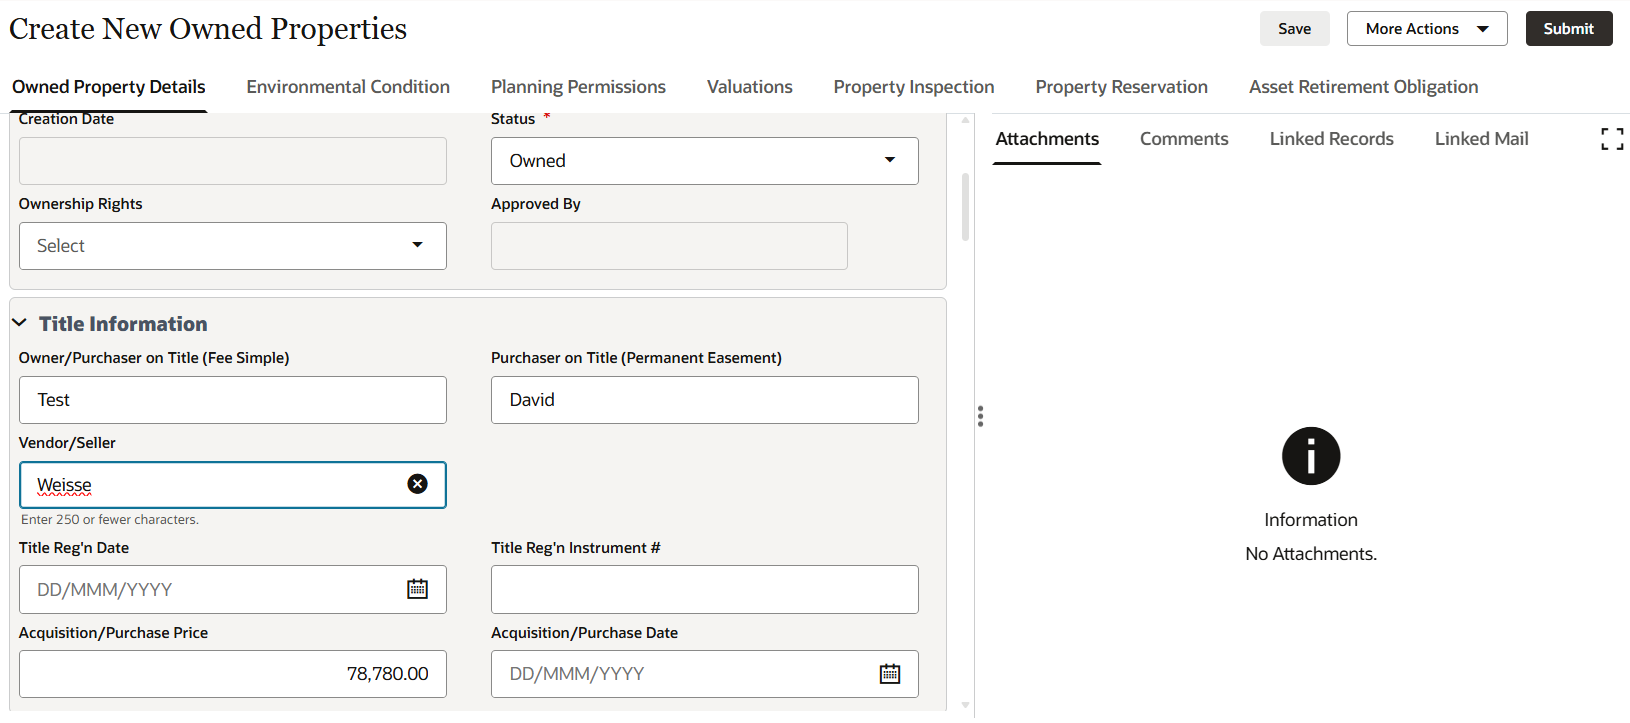 Create New Owned Properties
Save
More Actions
Submit
Owned Property Details
Environmental Condition
Planning Permissions
Valuations
Property Inspection
Property Reservation
Asset Retirement Obligation
Creation Date
Status *
Owned
Ownership Rights
Approved By
Select
Title Information
Owner/Purchaser on Title (Fee Simple)
Purchaser on Title (Permanent Easement)
Test
David
Vendor/Seller
Weisse
Enter 250 or fewer characters.
Title Reg'n Date
Title Reg'n Instrument #
DD/MMM/YYYY
Acquisition/Purchase Price
Acquisition/Purchase Date
78,780.00
DD/MMM/YYYY
Attachments
Comments
Linked Records
Linked Mail
Information
No Attachments.